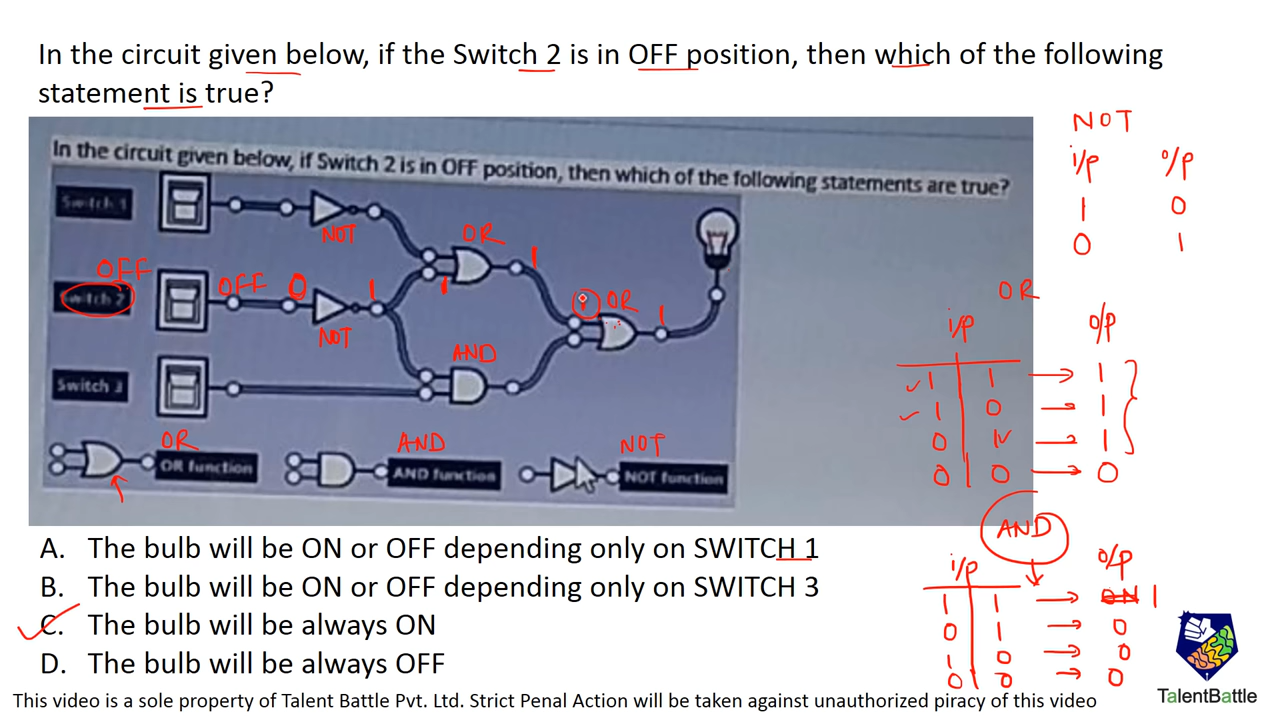 In the circuit given below, if the Switch 2 is in OFF position, then which of the following
statement is true?
In the circuit given below, if Switch 2 is in OFF position, then which of the following statements are true?
Switch 1
NOT
OR
OFF
Switch 2
OFF 0
1
1
1
1 OR
1
NOT
AND
Switch 3
OR
OR function
AND
AND function
NOT
NOT function
NOT
i/p o/p
1 0
0 1
OR
i/p o/p
1 1 → 1
1 0 → 1
0 1 → 1
0 0 → 0
AND
i/p o/p
1 1 → ON 1
0 1 → 0
1 0 → 0
0 0 → 0
A. The bulb will be ON or OFF depending only on SWITCH 1
B. The bulb will be ON or OFF depending only on SWITCH 3
C. The bulb will be always ON
D. The bulb will be always OFF
This video is a sole property of Talent Battle Pvt. Ltd. Strict Penal Action will be taken against unauthorized piracy of this video
TalentBattle